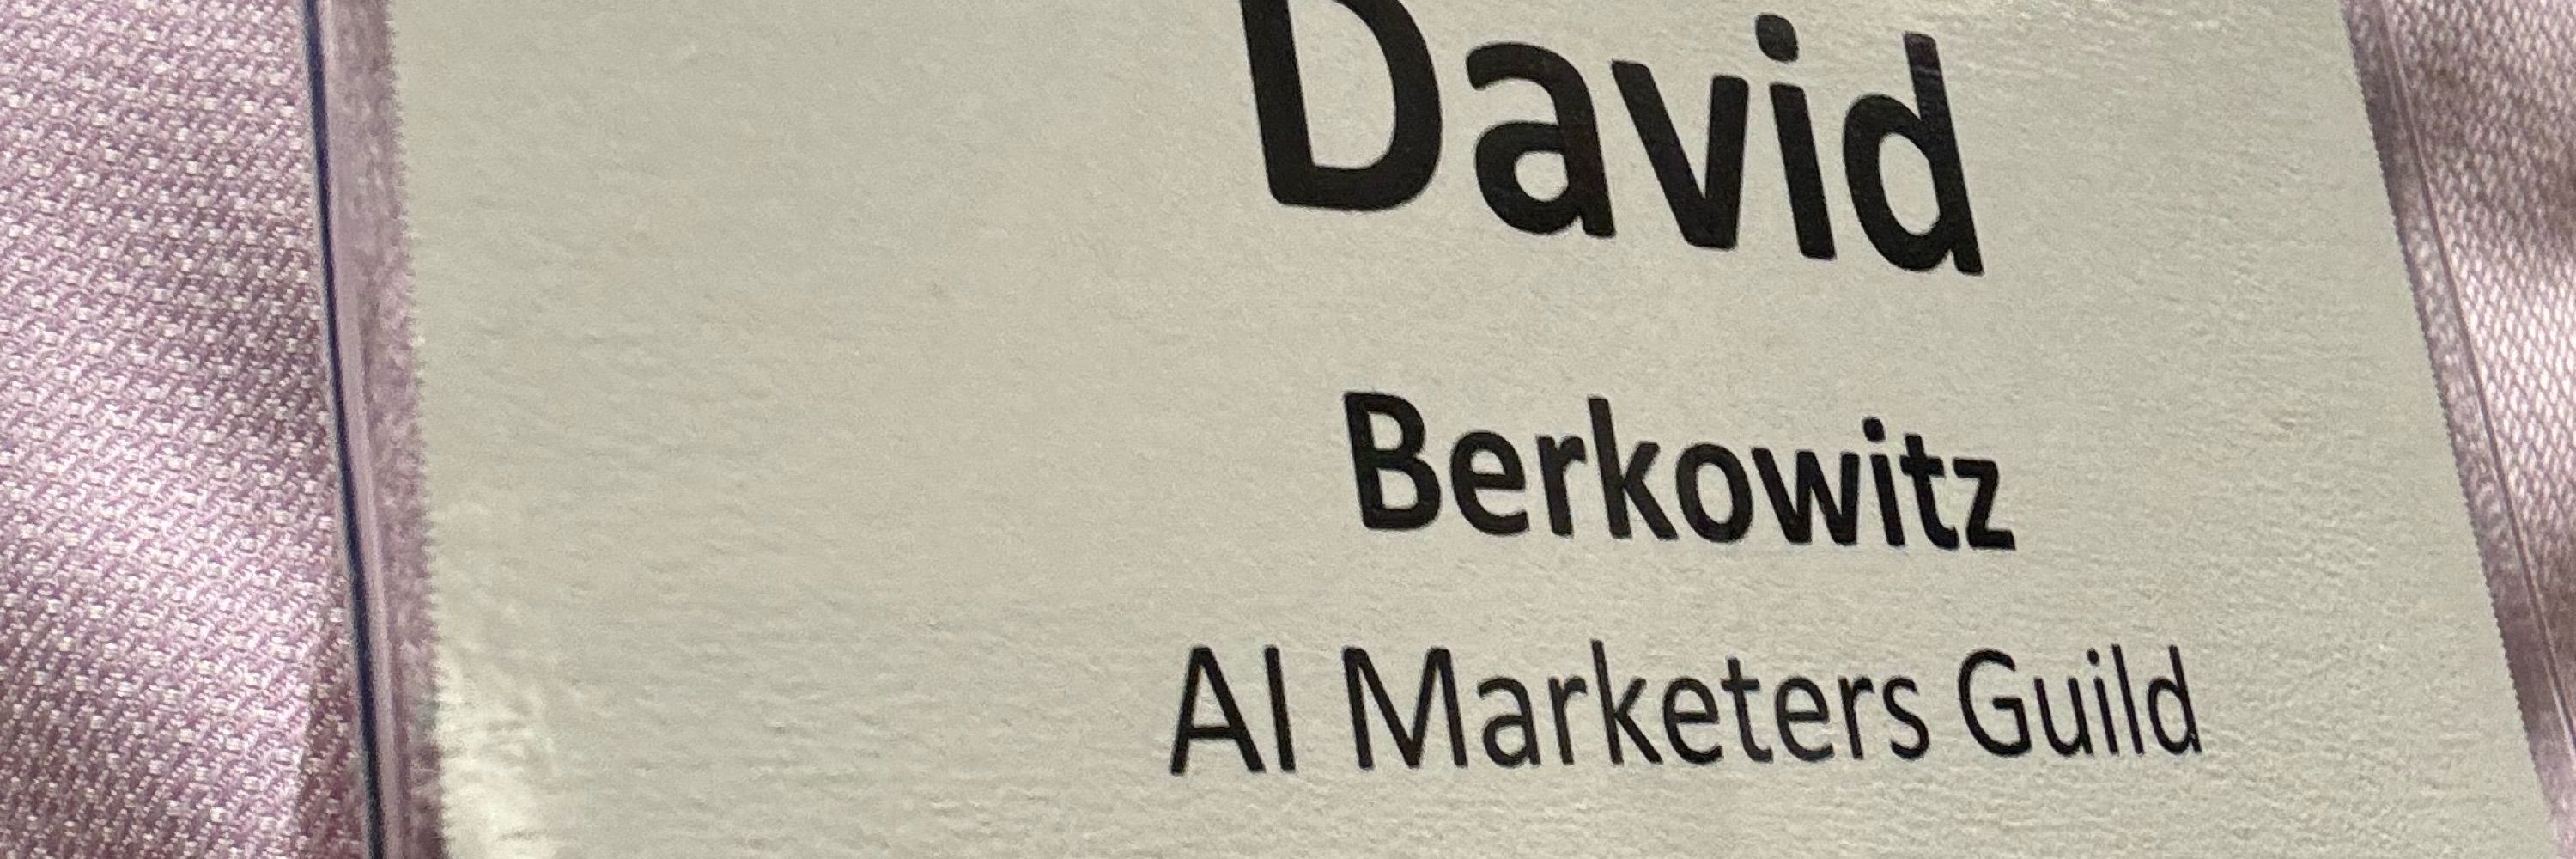 David
Berkowitz
AI Marketers Guild